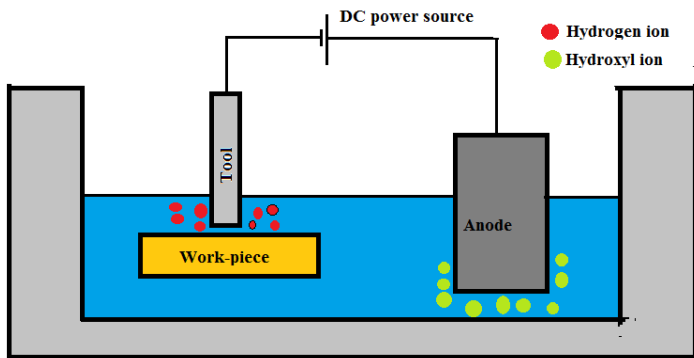 DC power source
Hydrogen ion
Hydroxyl ion
Tool
Anode
Work-piece